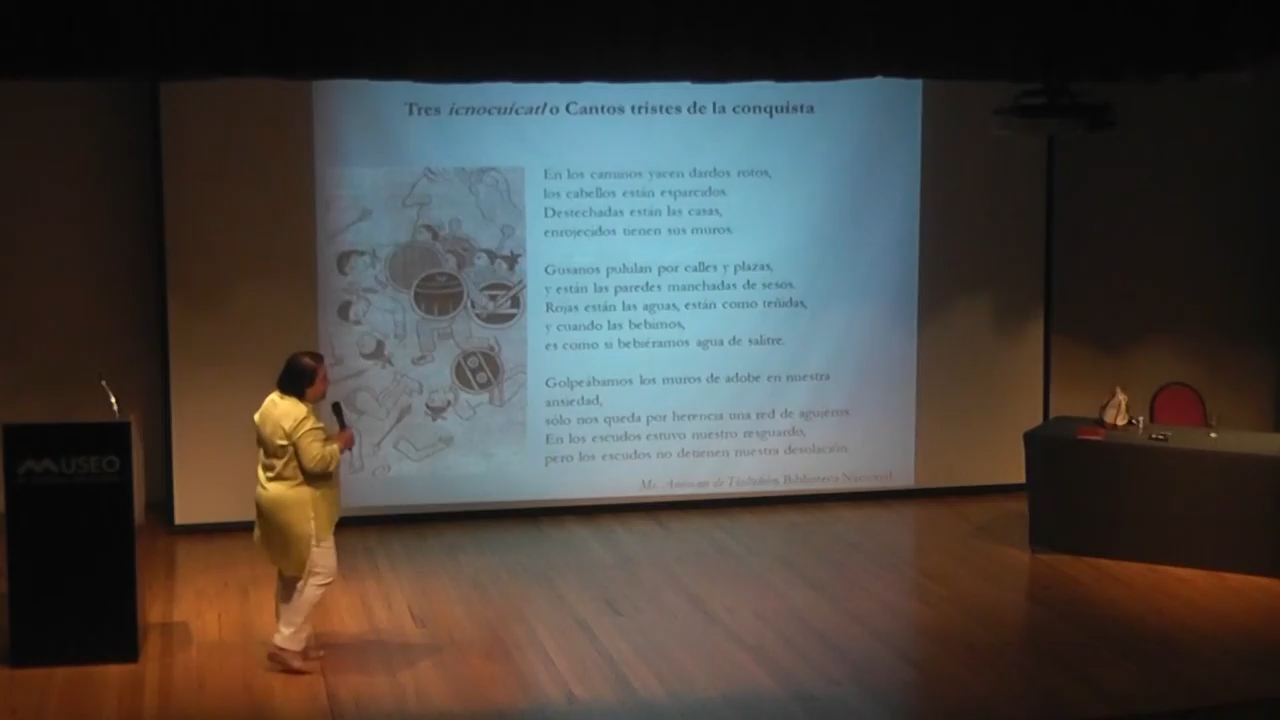 Tres icnocuícatl o Cantos tristes de la conquista
En los caminos yacen dardos rotos,
los cabellos están esparcidos.
Destechadas están las casas,
enrojecidos tienen sus muros.
Gusanos pululan por calles y plazas,
y están las paredes manchadas de sesos.
Rojas están las aguas, están como teñidas,
y cuando las bebimos,
es como si bebiéramos agua de salitre.
Golpeábamos los muros de adobe en nuestra
ansiedad,
sólo nos queda por herencia una red de agujeros.
En los escudos estuvo nuestro resguardo,
pero los escudos no detienen nuestra desolación.
Ms. Anónimo de Tlatelolco, Biblioteca Nacional
MUSEO